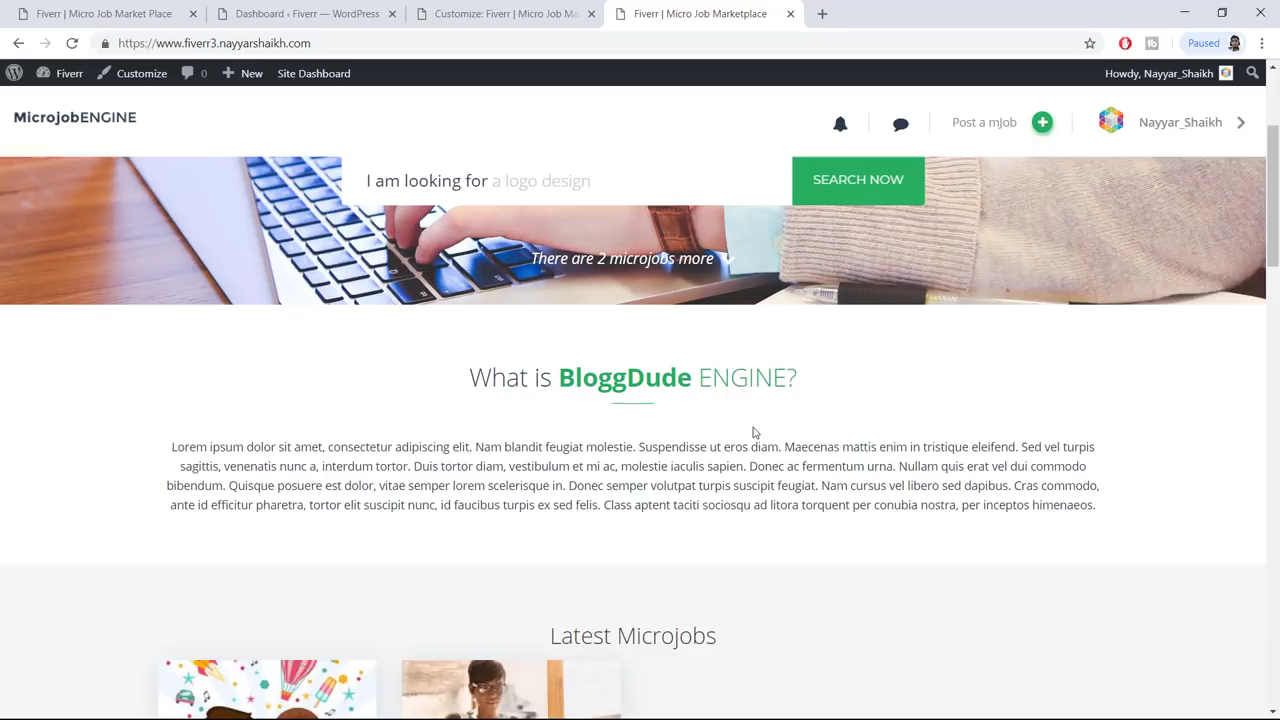 Fiverr | Micro Job Market Place
Dashboard ‹ Fiverr — WordPress
Customize: Fiverr | Micro Job Ma
Fiverr | Micro Job Marketplace
https://www.fiverr3.nayyarshaikh.com
Paused
Fiverr
Customize
0
New
Site Dashboard
Howdy, Nayyar_Shaikh
MicrojobENGINE
Post a mJob
Nayyar_Shaikh
I am looking for a logo design
SEARCH NOW
There are 2 microjobs more
What is BloggDude ENGINE?
Lorem ipsum dolor sit amet, consectetur adipiscing elit. Nam blandit feugiat molestie. Suspendisse ut eros diam. Maecenas mattis enim in tristique eleifend. Sed vel turpis
sagittis, venenatis nunc a, interdum tortor. Duis tortor diam, vestibulum et mi ac, molestie iaculis sapien. Donec ac fermentum urna. Nullam quis erat vel dui commodo
bibendum. Quisque posuere est dolor, vitae semper lorem scelerisque in. Donec semper volutpat turpis suscipit feugiat. Nam cursus vel libero sed dapibus. Cras commodo,
ante id efficitur pharetra, tortor elit suscipit nunc, id faucibus turpis ex sed felis. Class aptent taciti sociosqu ad litora torquent per conubia nostra, per inceptos himenaeos.
Latest Microjobs